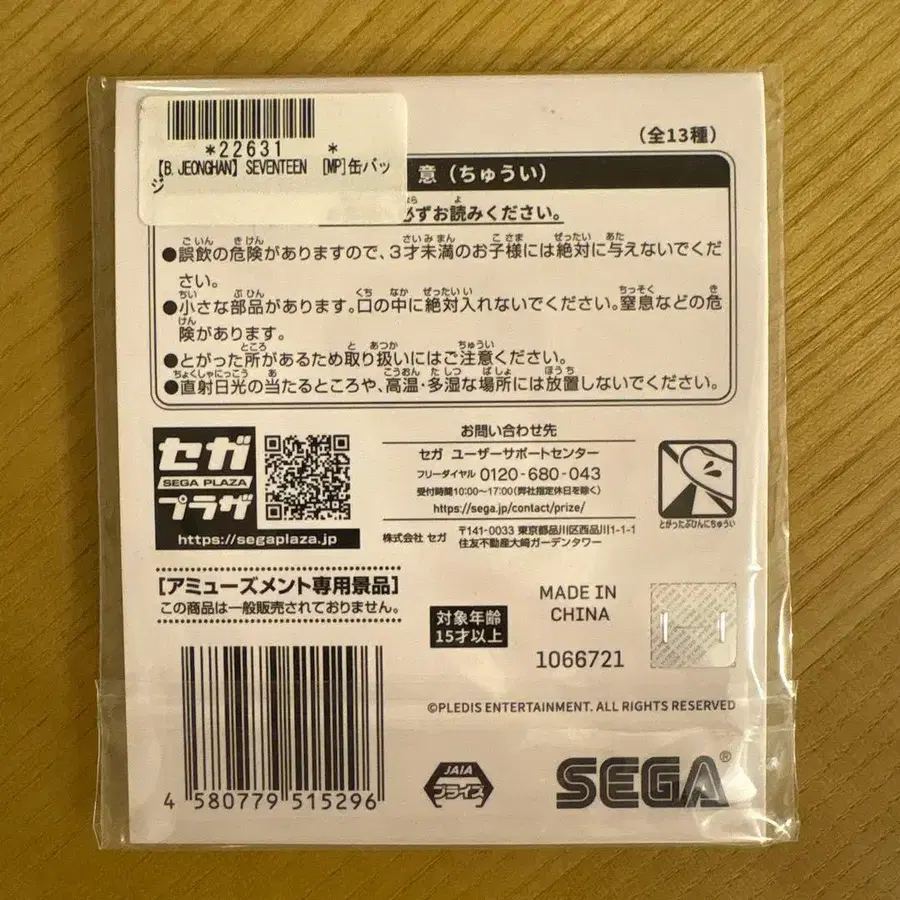 *22631 *
【B. JEONGHAN】 SEVENTEEN [MP]缶バッ
ジ
(全13種)
意(ちゅうい)
ずお読みください。
●誤飲の危険がありますので、3才未満のお子様には絶対に与えないでくだ
さい。
●小さな部品があります。口の中に絶対入れないでください。窒息などの危
険があります。
●とがった所があるため取り扱いにはご注意ください。
●直射日光の当たるところや、高温・多湿な場所には放置しないでください。
セガ
SEGA PLAZA
プラザ
https://segaplaza.jp
お問い合わせ先
セガ ユーザーサポートセンター
フリーダイヤル 0120-680-043
受付時間10:00～17:00(弊社指定休日を除く)
https://sega.jp/contact/prize/
株式会社 セガ 〒141-0033 東京都品川区西品川1-1-1
住友不動産大崎ガーデンタワー
とがったぶひんにちゅうい
[アミューズメント専用景品]
この商品は一般販売されておりません。
対象年齢
15才以上
MADE IN
CHINA
1066721
©PLEDIS ENTERTAINMENT. ALL RIGHTS RESERVED
4 580779 515296
JAIA
プライズ
SEGA®